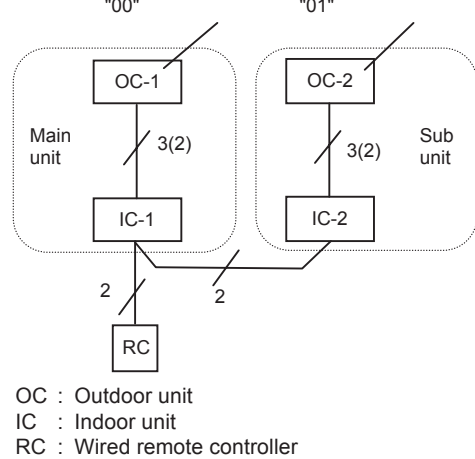 "00" "01"
OC-1 OC-2
Main unit 3(2) 3(2) Sub unit
IC-1 IC-2
2 2
RC
OC : Outdoor unit
IC : Indoor unit
RC : Wired remote controller